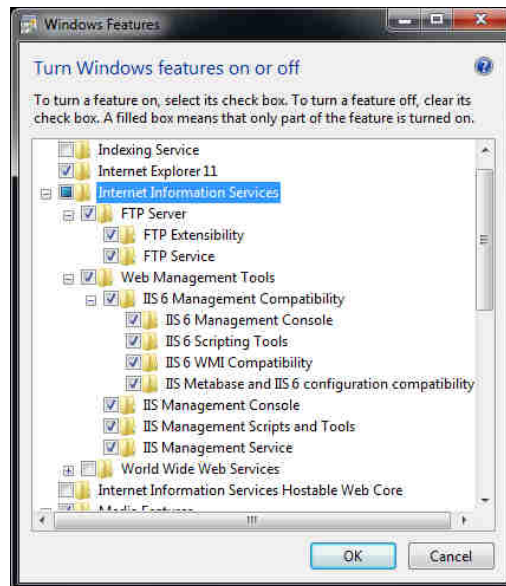 Windows Features
Turn Windows features on or off
To turn a feature on, select its check box. To turn a feature off, clear its
check box. A filled box means that only part of the feature is turned on.
Indexing Service
Internet Explorer 11
Internet Information Services
FTP Server
FTP Extensibility
FTP Service
Web Management Tools
IIS 6 Management Compatibility
IIS 6 Management Console
IIS 6 Scripting Tools
IIS 6 WMI Compatibility
IIS Metabase and IIS 6 configuration compatibility
IIS Management Console
IIS Management Scripts and Tools
IIS Management Service
World Wide Web Services
Internet Information Services Hostable Web Core
Media Features
OK
Cancel